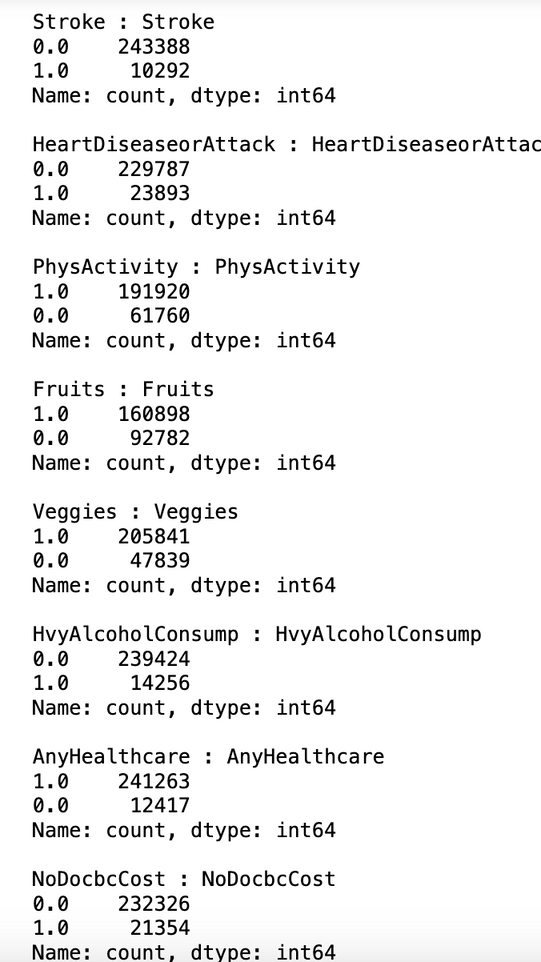 Stroke : Stroke
0.0    243388
1.0     10292
Name: count, dtype: int64
HeartDiseaseorAttack : HeartDiseaseorAttac
0.0    229787
1.0     23893
Name: count, dtype: int64
PhysActivity : PhysActivity
1.0    191920
0.0     61760
Name: count, dtype: int64
Fruits : Fruits
1.0    160898
0.0     92782
Name: count, dtype: int64
Veggies : Veggies
1.0    205841
0.0     47839
Name: count, dtype: int64
HvyAlcoholConsump : HvyAlcoholConsump
0.0    239424
1.0     14256
Name: count, dtype: int64
AnyHealthcare : AnyHealthcare
1.0    241263
0.0     12417
Name: count, dtype: int64
NoDocbcCost : NoDocbcCost
0.0    232326
1.0     21354
Name: count, dtype: int64